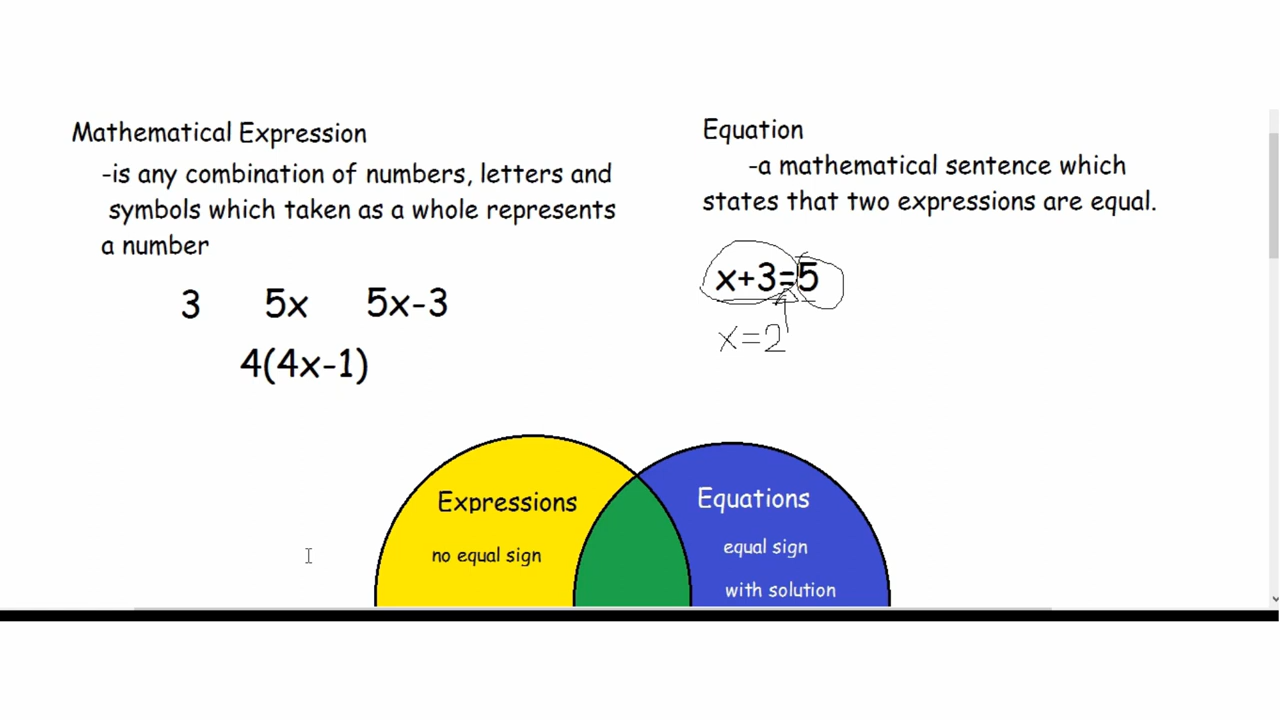 Mathematical Expression
-is any combination of numbers, letters and
symbols which taken as a whole represents
a number
3 5x 5x-3
4(4x-1)
Equation
-a mathematical sentence which
states that two expressions are equal.
x+3=5
x=2
Expressions
no equal sign
Equations
equal sign
with solution